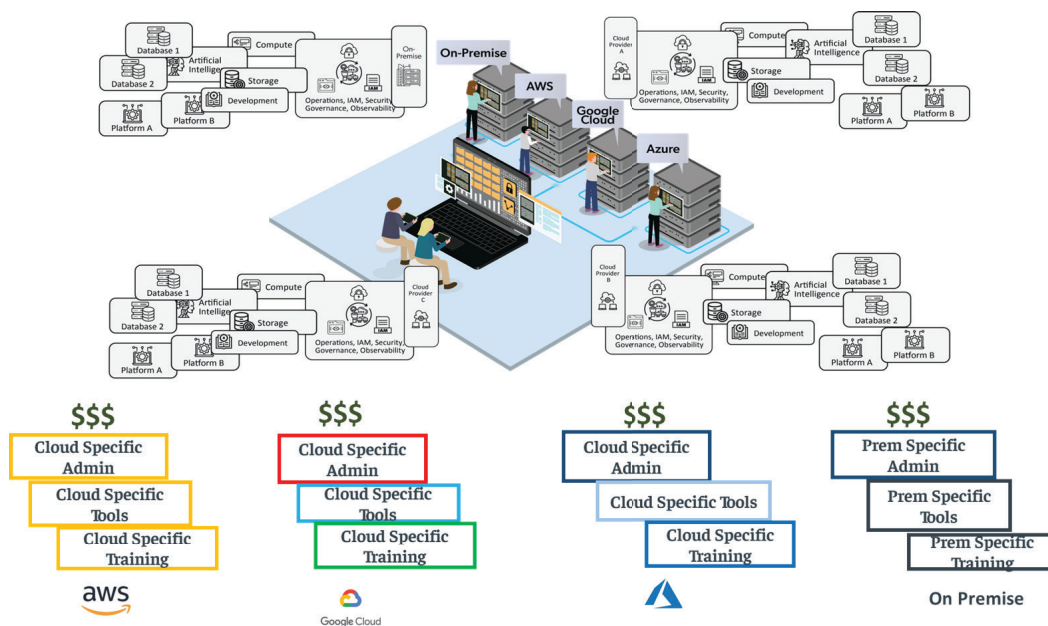 Database 1
Compute
Artificial
Intelligence
Database 2
Storage
Development
Platform A
Platform B
Operations, IAM, Security,
Governance, Observability
IAM
On-
Premise
On-Premise
AWS
Google
Cloud
Azure
Cloud
Provider
A
IAM
Operations, IAM, Security,
Governance, Observability
Compute
Artificial
Intelligence
Database 1
Storage
Database 2
Development
Platform A
Platform B
Database 1
Compute
Artificial
Intelligence
Database 2
Storage
Development
Platform A
Platform B
IAM
Operations, IAM, Security,
Governance, Observability
Cloud
Provider
C
Cloud
Provider
B
IAM
Operations, IAM, Security,
Governance, Observability
Compute
Artificial
Intelligence
Database 1
Storage
Database 2
Development
Platform A
Platform B
$$$
Cloud Specific
Admin
Cloud Specific
Tools
Cloud Specific
Training
aws
$$$
Cloud Specific
Admin
Cloud Specific
Tools
Cloud Specific
Training
Google Cloud
$$$
Cloud Specific
Admin
Cloud Specific Tools
Cloud Specific
Training
$$$
Prem Specific
Admin
Prem Specific
Tools
Prem Specific
Training
On Premise